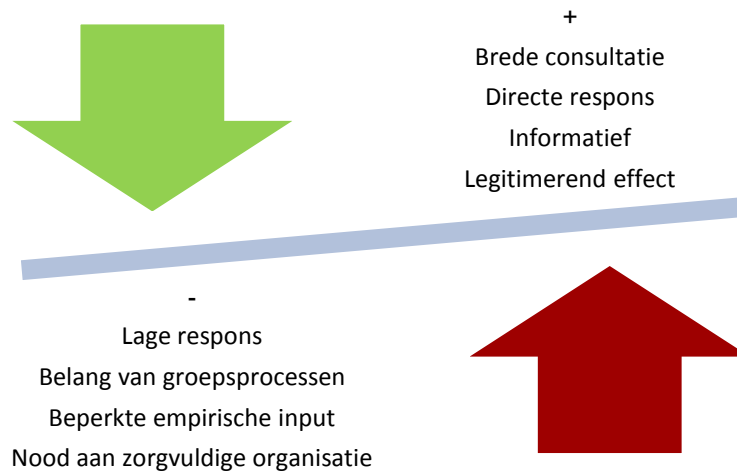 +
Brede consultatie
Directe respons
Informatief
Legitimerend effect
-
Lage respons
Belang van groepsprocessen
Beperkte empirische input
Nood aan zorgvuldige organisatie